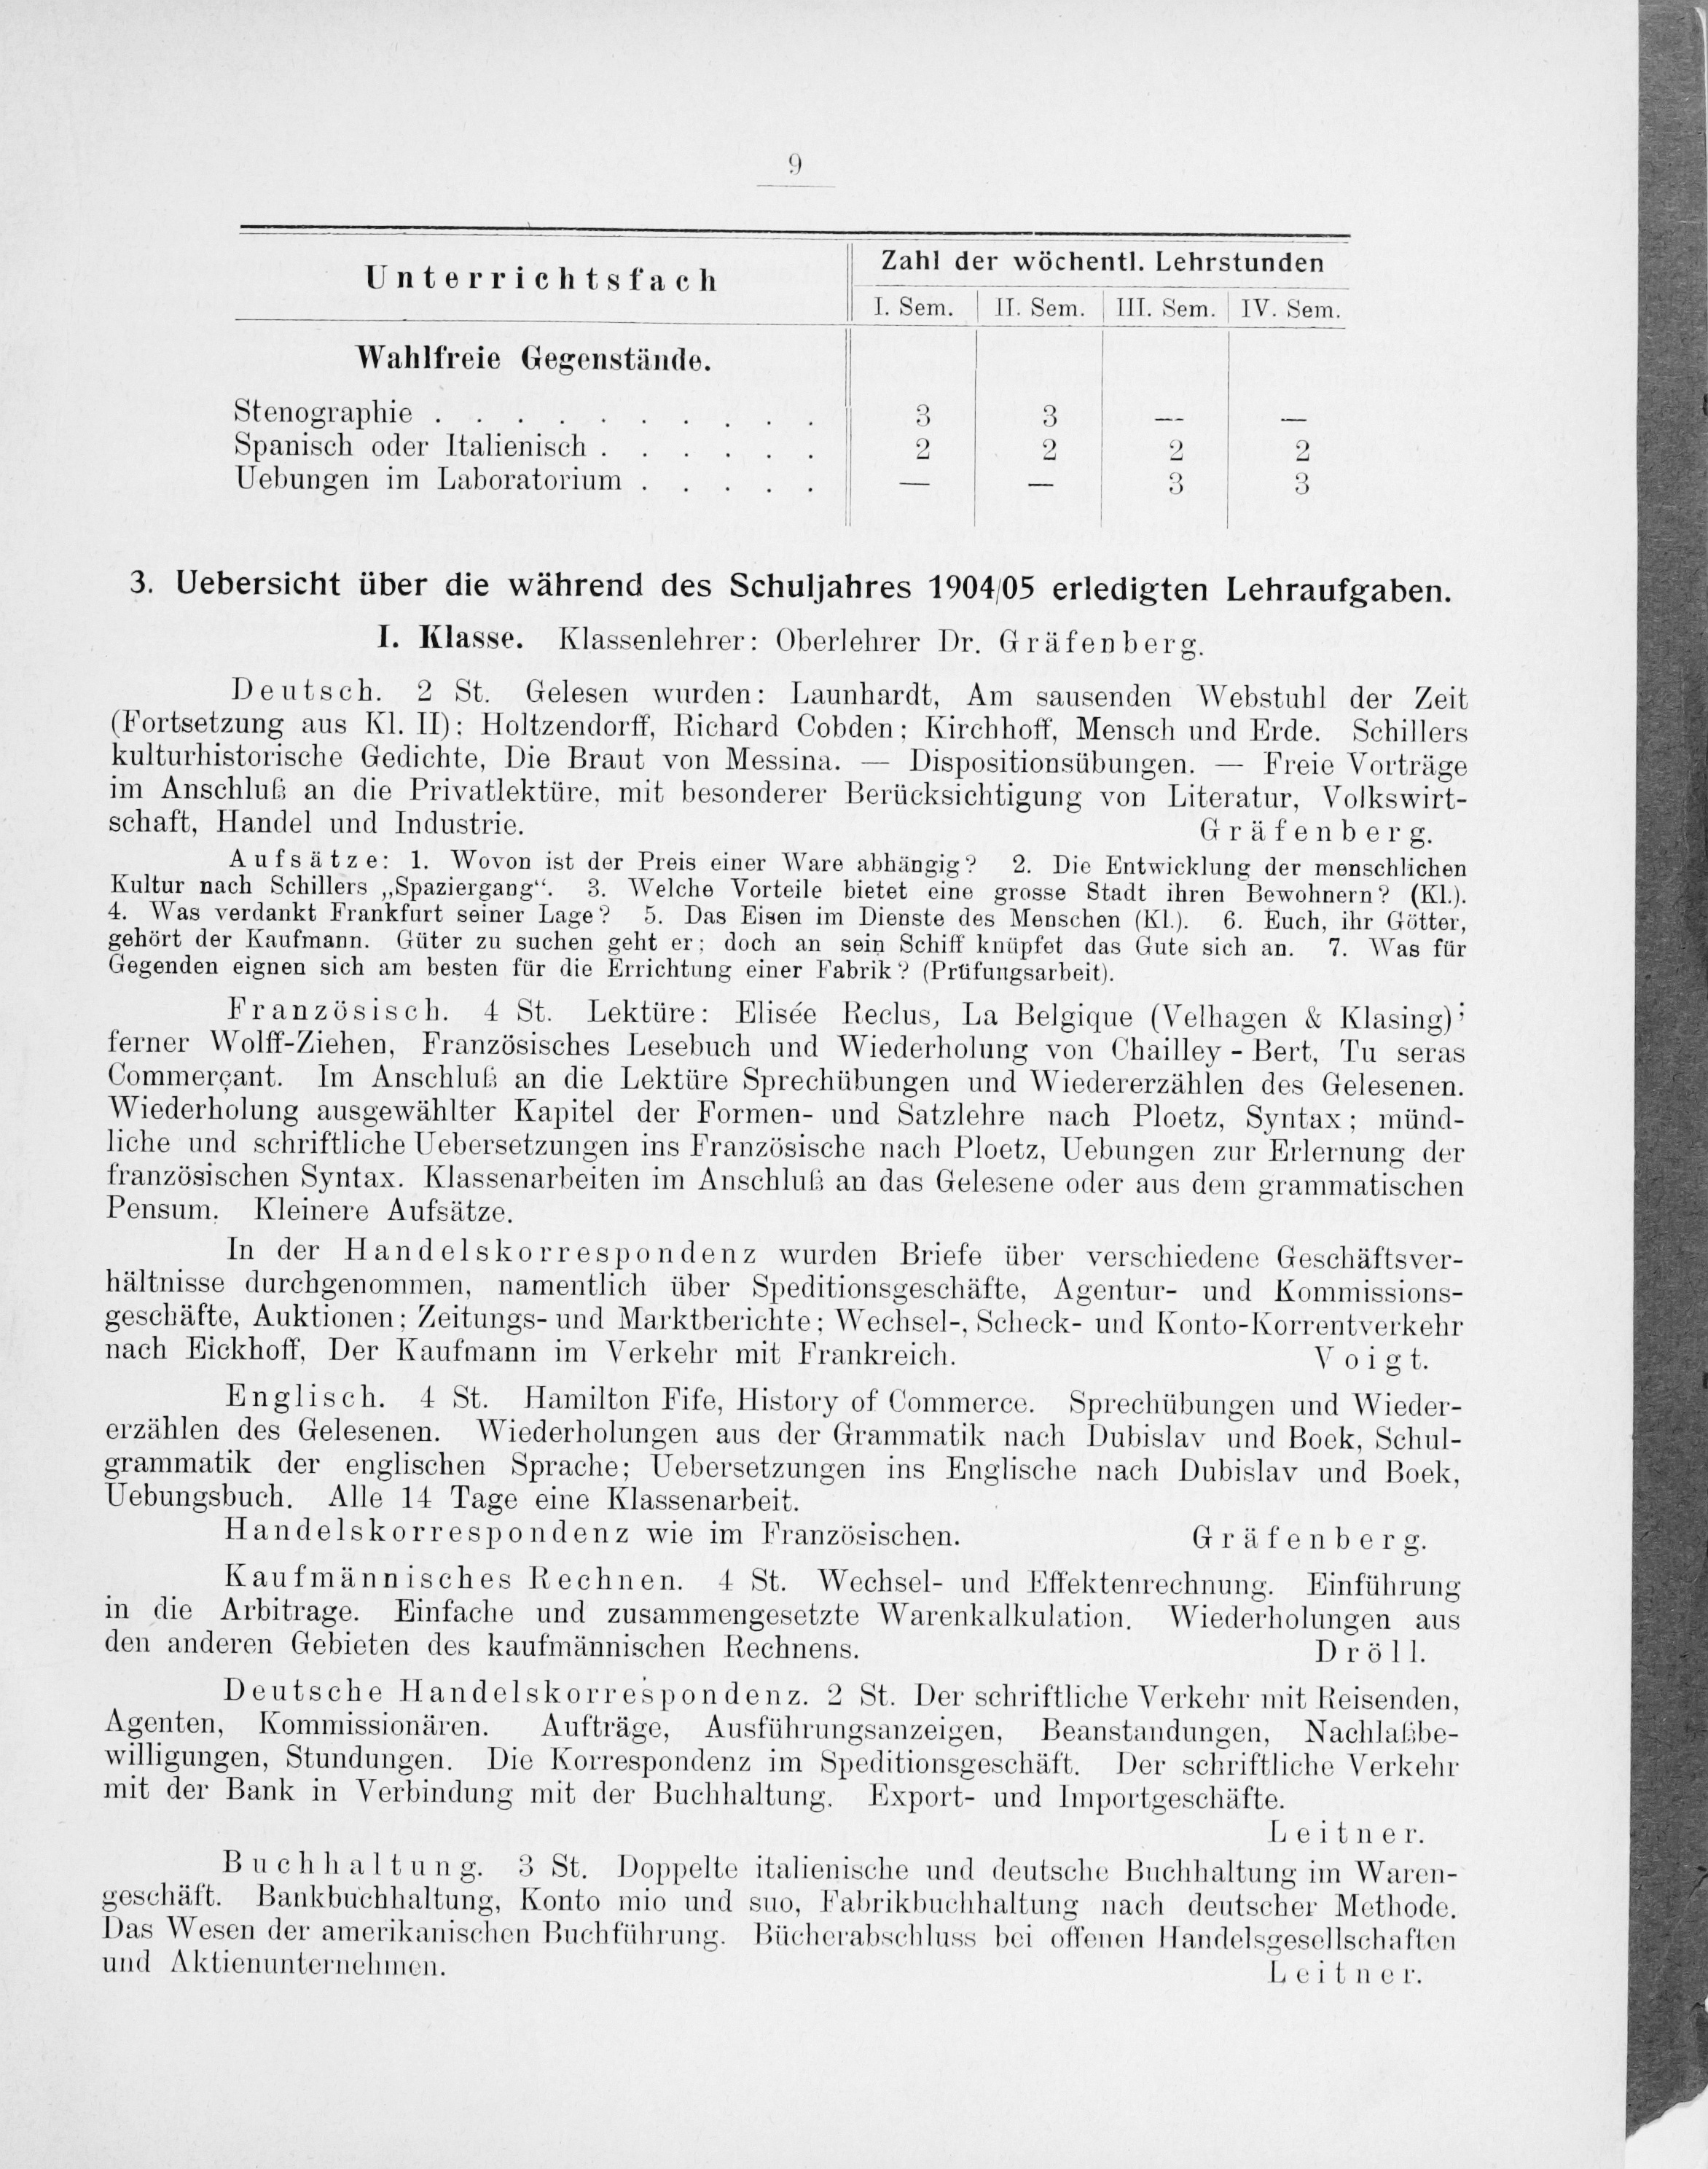 9
Unterrichtsfach
Zahl der wöchentl. Lehrstunden
I. Sem. II. Sem. III. Sem. IV. Sem.
Wahlfreie Gegenstände.
Stenographie . . . . . . . . . . 3 3 — —
Spanisch oder Italienisch . . . . . . 2 2 2 2
Uebungen im Laboratorium . . . . . — — 3 3
3. Uebersicht über die während des Schuljahres 1904/05 erledigten Lehraufgaben.
I. Klasse. Klassenlehrer: Oberlehrer Dr. Gräfenberg.
Deutsch. 2 St. Gelesen wurden: Launhardt, Am sausenden Webstuhl der Zeit
(Fortsetzung aus Kl. II); Holtzendorff, Richard Cobden; Kirchhoff, Mensch und Erde. Schillers
kulturhistorische Gedichte, Die Braut von Messina. — Dispositionsübungen. — Freie Vorträge
im Anschluß an die Privatlektüre, mit besonderer Berücksichtigung von Literatur, Volkswirt-
schaft, Handel und Industrie. Gräfenberg.
Aufsätze: 1. Wovon ist der Preis einer Ware abhängig? 2. Die Entwicklung der menschlichen
Kultur nach Schillers „Spaziergang“. 3. Welche Vorteile bietet eine grosse Stadt ihren Bewohnern? (Kl.).
4. Was verdankt Frankfurt seiner Lage? 5. Das Eisen im Dienste des Menschen (Kl.). 6. Euch, ihr Götter,
gehört der Kaufmann. Güter zu suchen geht er; doch an sein Schiff knüpfet das Gute sich an. 7. Was für
Gegenden eignen sich am besten für die Errichtung einer Fabrik? (Prüfungsarbeit).
Französisch. 4 St. Lektüre: Elisée Reclus, La Belgique (Velhagen & Klasing);
ferner Wolff-Ziehen, Französisches Lesebuch und Wiederholung von Chailley-Bert, Tu seras
Commerçant. Im Anschluß an die Lektüre Sprechübungen und Wiedererzählen des Gelesenen.
Wiederholung ausgewählter Kapitel der Formen- und Satzlehre nach Ploetz, Syntax; münd-
liche und schriftliche Uebersetzungen ins Französische nach Ploetz, Uebungen zur Erlernung der
französischen Syntax. Klassenarbeiten im Anschluß an das Gelesene oder aus dem grammatischen
Pensum. Kleinere Aufsätze.
In der Handelskorrespondenz wurden Briefe über verschiedene Geschäftsver-
hältnisse durchgenommen, namentlich über Speditionsgeschäfte, Agentur- und Kommissions-
geschäfte, Auktionen; Zeitungs- und Marktberichte; Wechsel-, Scheck- und Konto-Korrentverkehr
nach Eickhoff, Der Kaufmann im Verkehr mit Frankreich. Voigt.
Englisch. 4 St. Hamilton Fife, History of Commerce. Sprechübungen und Wieder-
erzählen des Gelesenen. Wiederholungen aus der Grammatik nach Dubislav und Boek, Schul-
grammatik der englischen Sprache; Uebersetzungen ins Englische nach Dubislav und Boek,
Uebungsbuch. Alle 14 Tage eine Klassenarbeit.
Handelskorrespondenz wie im Französischen. Gräfenberg.
Kaufmännisches Rechnen. 4 St. Wechsel- und Effektenrechnung. Einführung
in die Arbitrage. Einfache und zusammengesetzte Warenkalkulation. Wiederholungen aus
den anderen Gebieten des kaufmännischen Rechnens. Dröll.
Deutsche Handelskorrespondenz. 2 St. Der schriftliche Verkehr mit Reisenden,
Agenten, Kommissionären. Aufträge, Ausführungsanzeigen, Beanstandungen, Nachlaßbe-
willigungen, Stundungen. Die Korrespondenz im Speditionsgeschäft. Der schriftliche Verkehr
mit der Bank in Verbindung mit der Buchhaltung. Export- und Importgeschäfte.
Leitner.
Buchhaltung. 3 St. Doppelte italienische und deutsche Buchhaltung im Waren-
geschäft. Bankbuchhaltung, Konto mio und suo, Fabrikbuchhaltung nach deutscher Methode.
Das Wesen der amerikanischen Buchführung. Bücherabschluss bei offenen Handelsgesellschaften
und Aktienunternehmen. Leitner.